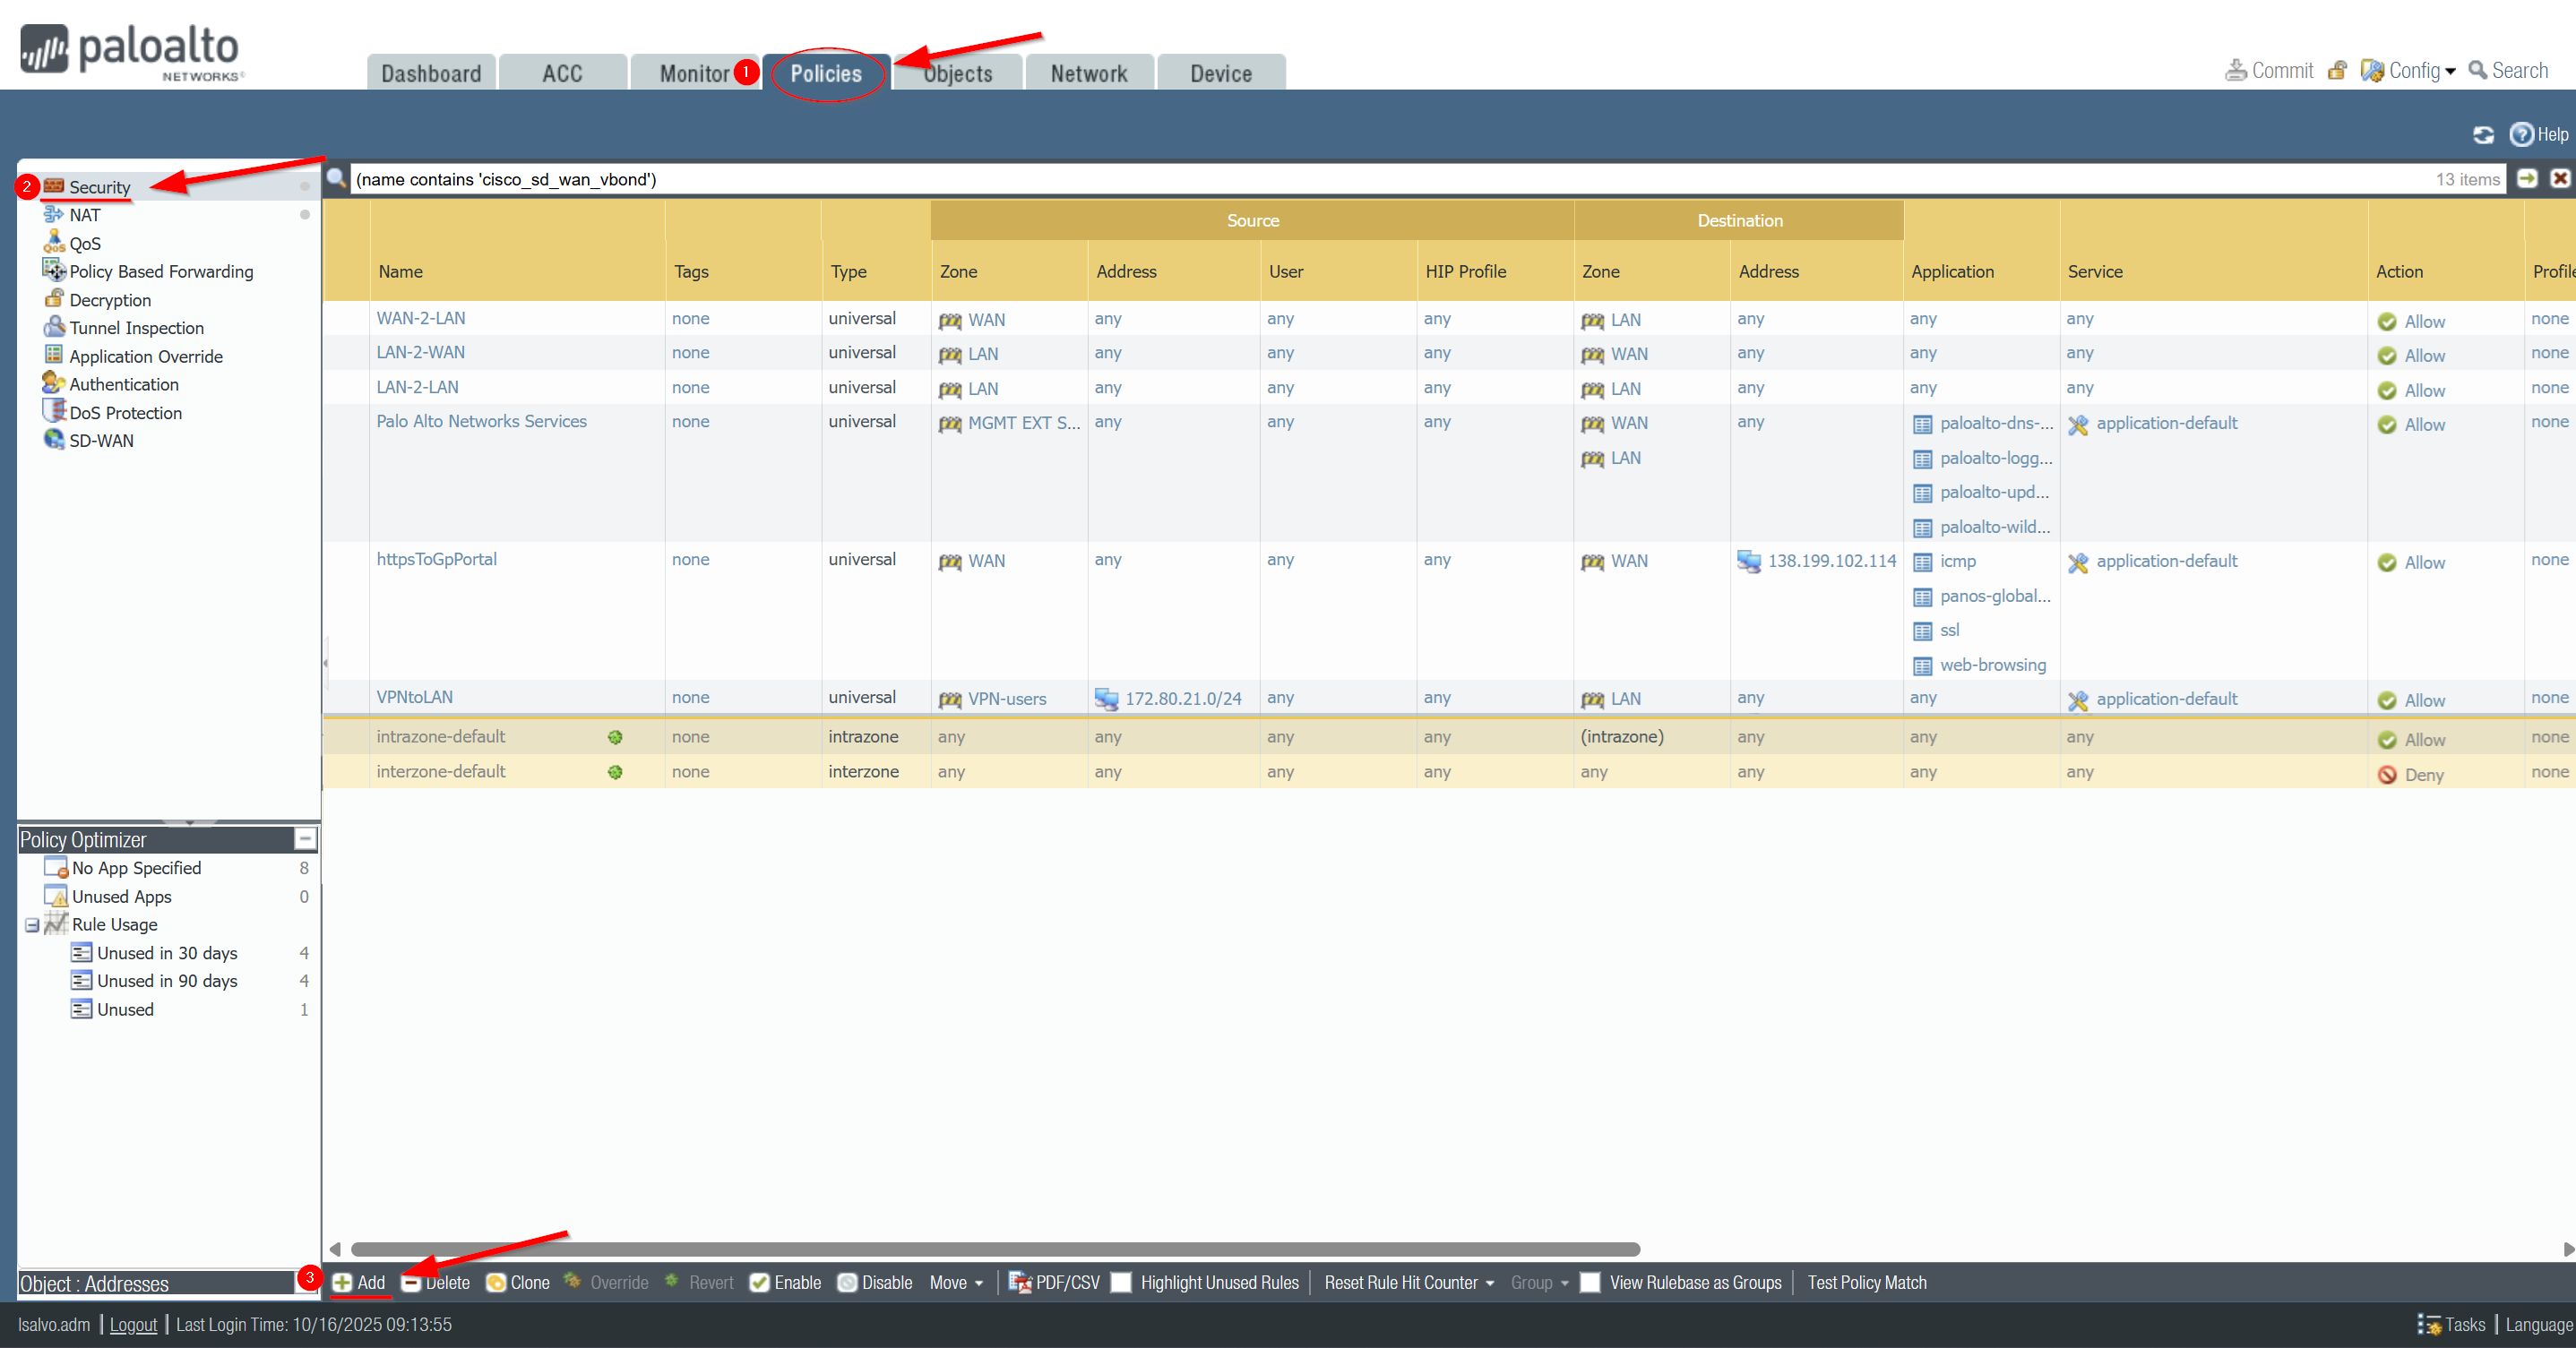 paloalto
NETWORKS
Dashboard ACC Monitor 1 Policies Objects Network Device
Commit Config Search
Help
2 Security
NAT
QoS
Policy Based Forwarding
Decryption
Tunnel Inspection
Application Override
Authentication
DoS Protection
SD-WAN
(name contains 'cisco_sd_wan_vbond') 13 items
Source Destination
Name Tags Type Zone Address User HIP Profile Zone Address Application Service Action Profile
WAN-2-LAN none universal WAN any any any LAN any any any Allow none
LAN-2-WAN none universal LAN any any any WAN any any any Allow none
LAN-2-LAN none universal LAN any any any LAN any any any Allow none
Palo Alto Networks Services none universal MGMT EXT S... any any any WAN any paloalto-dns-... application-default Allow none
LAN paloalto-logg...
paloalto-upd...
paloalto-wild...
httpsToGpPortal none universal WAN any any any WAN 138.199.102.114 icmp application-default Allow none
panos-global...
ssl
web-browsing
VPNtoLAN none universal VPN-users 172.80.21.0/24 any any LAN any any application-default Allow none
intrazone-default none intrazone any any any any (intrazone) any any any Allow none
interzone-default none interzone any any any any any any any any Deny none
Policy Optimizer
No App Specified 8
Unused Apps 0
Rule Usage
Unused in 30 days 4
Unused in 90 days 4
Unused 1
Object : Addresses
3 Add Delete Clone Override Revert Enable Disable Move PDF/CSV Highlight Unused Rules Reset Rule Hit Counter Group View Rulebase as Groups Test Policy Match
lsalvo.adm | Logout | Last Login Time: 10/16/2025 09:13:55
Tasks | Language